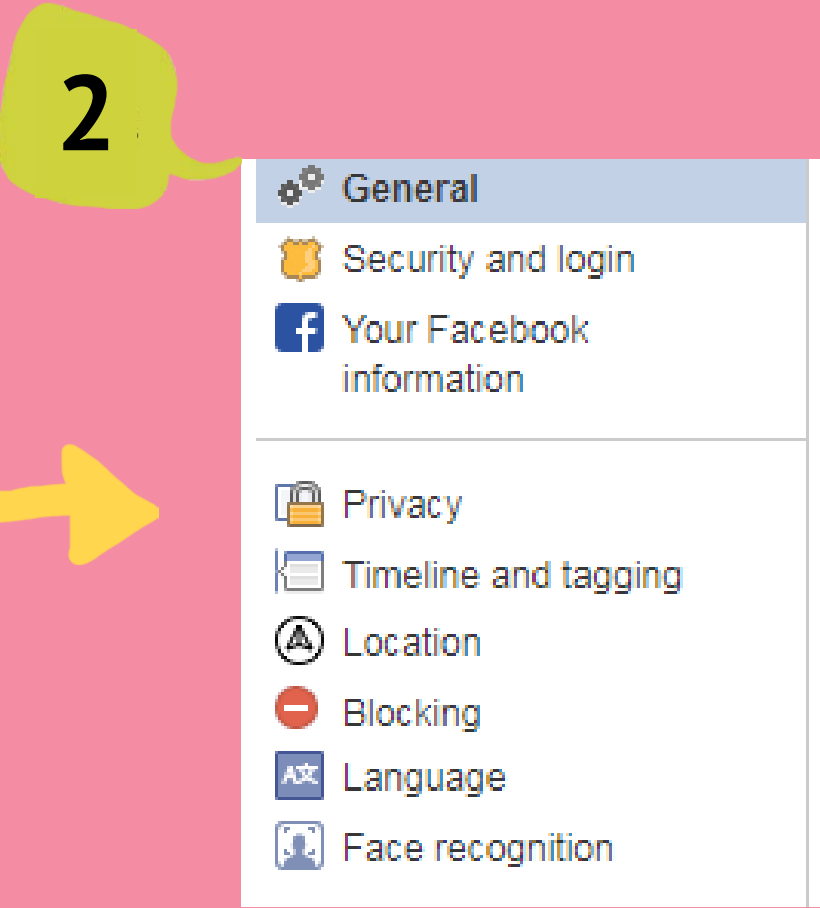 2
General
Security and login
Your Facebook
information
Privacy
Timeline and tagging
Location
Blocking
Language
Face recognition